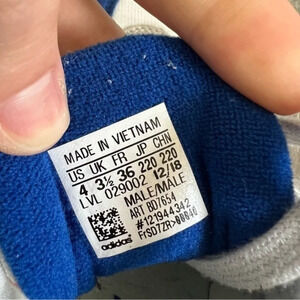 MADE IN VIETNAM
US UK FR JP CHN
4 3½ 36 220 220
LVL 029002 12/18
MALE/MALE
ART BD7654
#121944342
adidas